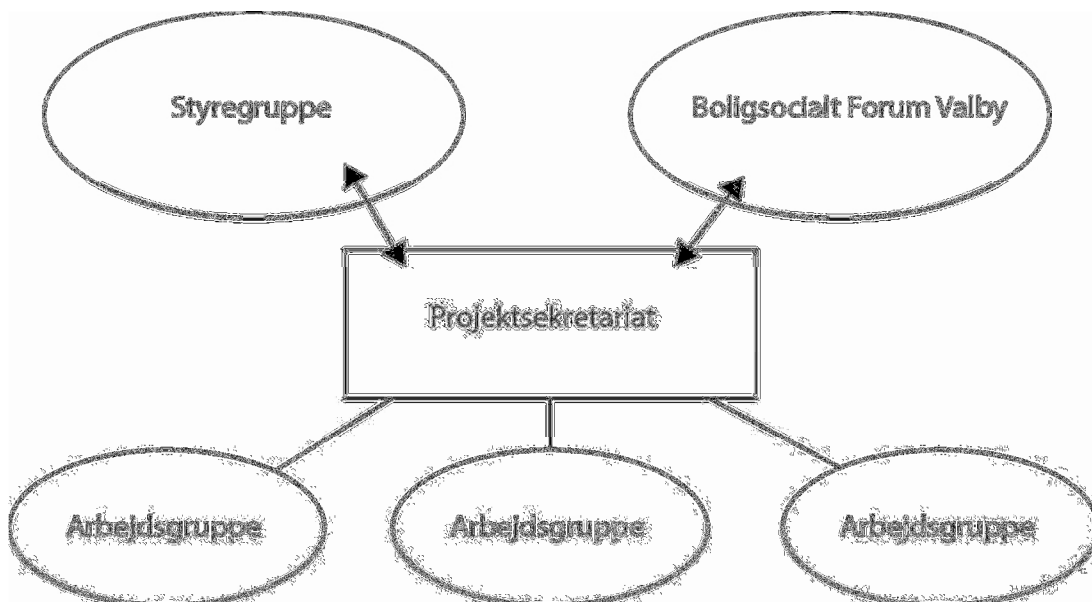 Styregruppe
Boligsocialt Forum Valby
Projektsekretariat
Arbejdsgruppe
Arbejdsgruppe
Arbejdsgruppe